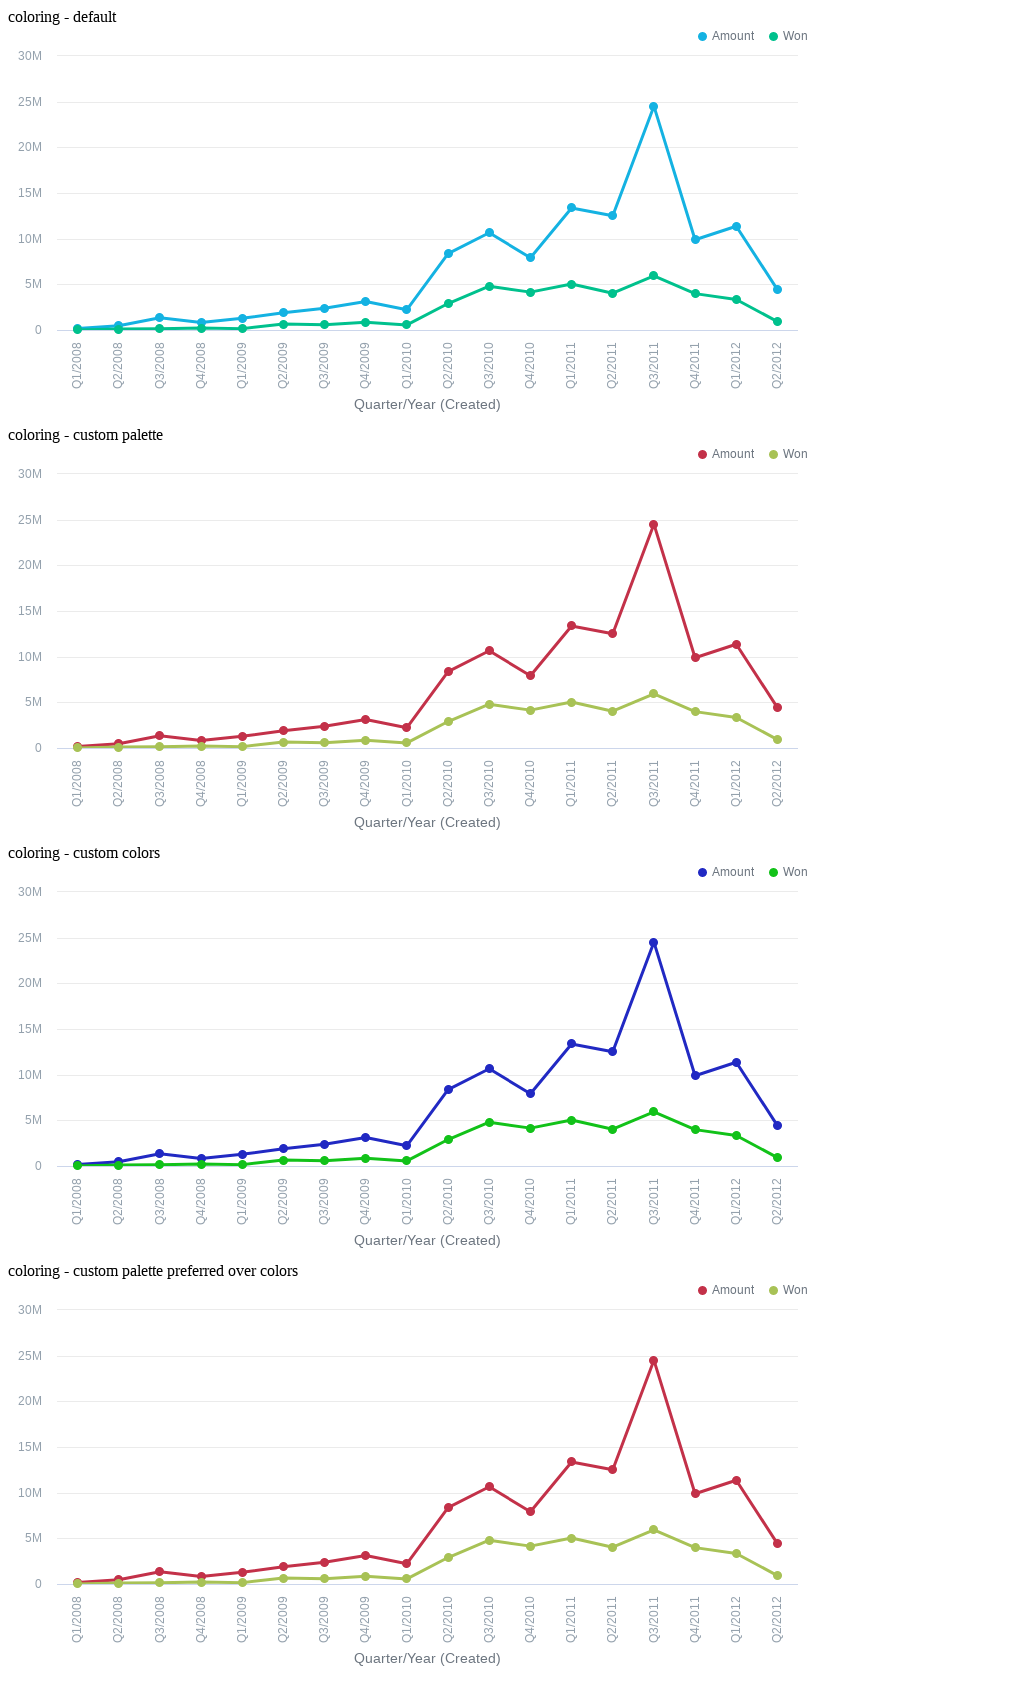 coloring - default
Amount Won
30M
25M
20M
15M
10M
5M
0
Q1/2008 Q2/2008 Q3/2008 Q4/2008 Q1/2009 Q2/2009 Q3/2009 Q4/2009 Q1/2010 Q2/2010 Q3/2010 Q4/2010 Q1/2011 Q2/2011 Q3/2011 Q4/2011 Q1/2012 Q2/2012
Quarter/Year (Created)
coloring - custom palette
Amount Won
30M
25M
20M
15M
10M
5M
0
Q1/2008 Q2/2008 Q3/2008 Q4/2008 Q1/2009 Q2/2009 Q3/2009 Q4/2009 Q1/2010 Q2/2010 Q3/2010 Q4/2010 Q1/2011 Q2/2011 Q3/2011 Q4/2011 Q1/2012 Q2/2012
Quarter/Year (Created)
coloring - custom colors
Amount Won
30M
25M
20M
15M
10M
5M
0
Q1/2008 Q2/2008 Q3/2008 Q4/2008 Q1/2009 Q2/2009 Q3/2009 Q4/2009 Q1/2010 Q2/2010 Q3/2010 Q4/2010 Q1/2011 Q2/2011 Q3/2011 Q4/2011 Q1/2012 Q2/2012
Quarter/Year (Created)
coloring - custom palette preferred over colors
Amount Won
30M
25M
20M
15M
10M
5M
0
Q1/2008 Q2/2008 Q3/2008 Q4/2008 Q1/2009 Q2/2009 Q3/2009 Q4/2009 Q1/2010 Q2/2010 Q3/2010 Q4/2010 Q1/2011 Q2/2011 Q3/2011 Q4/2011 Q1/2012 Q2/2012
Quarter/Year (Created)